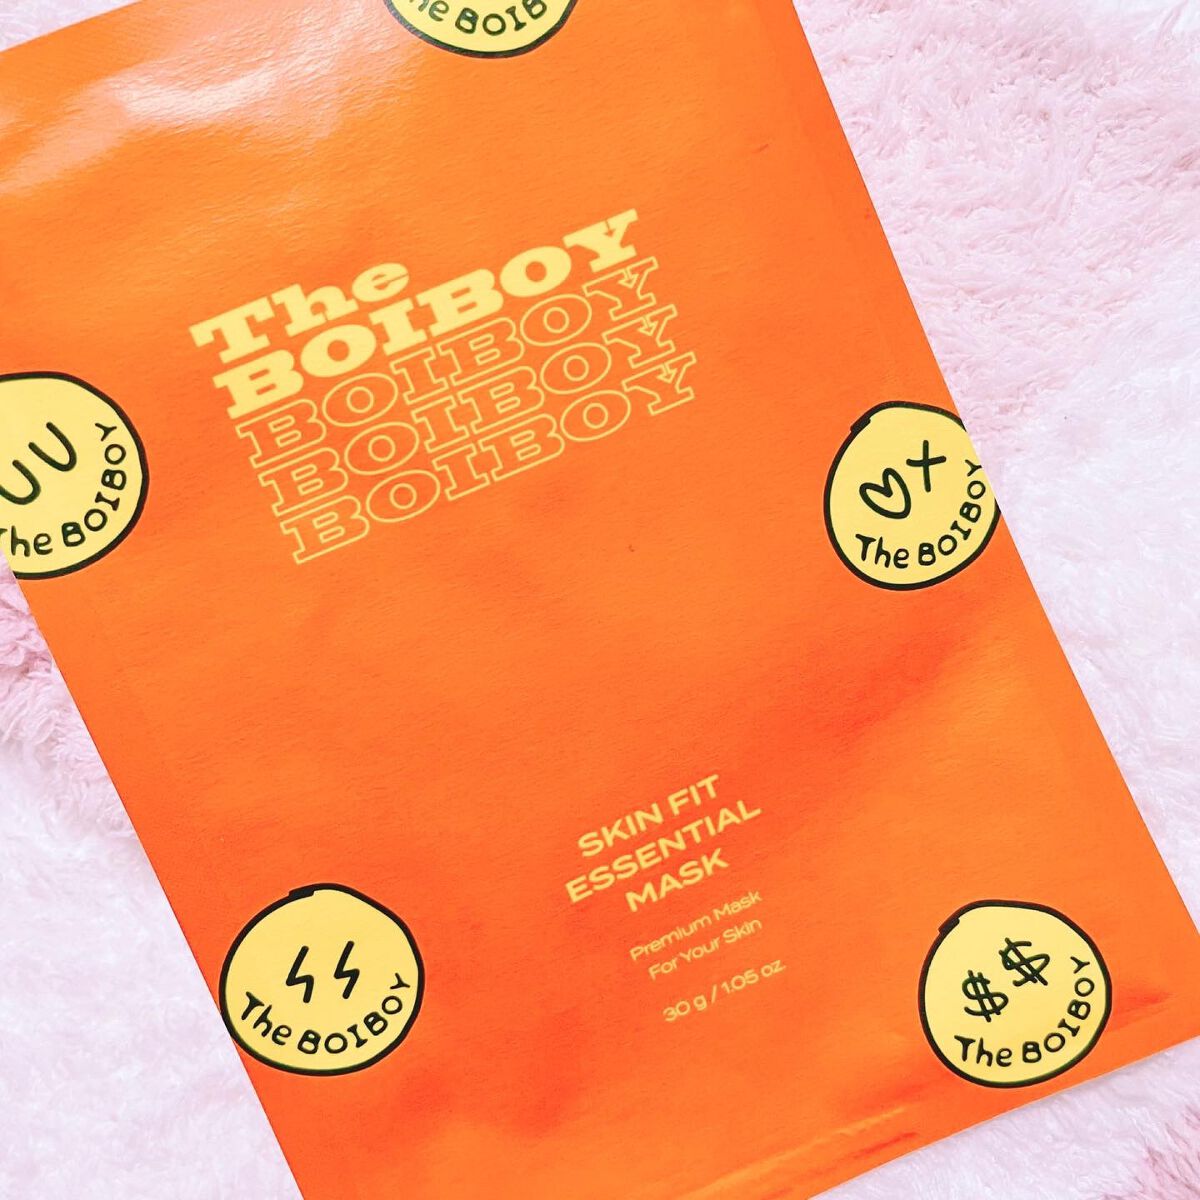 The BOIB
The
BOIBOY
BOIBOY
BOIBOY
BOIBOY
The BOIBOY
The BOIBOY
SKIN FIT
ESSENTIAL
MASK
Premium Mask
For Your Skin
30 g / 1.05 oz.
The BOIBOY
$$
The BOIBOY